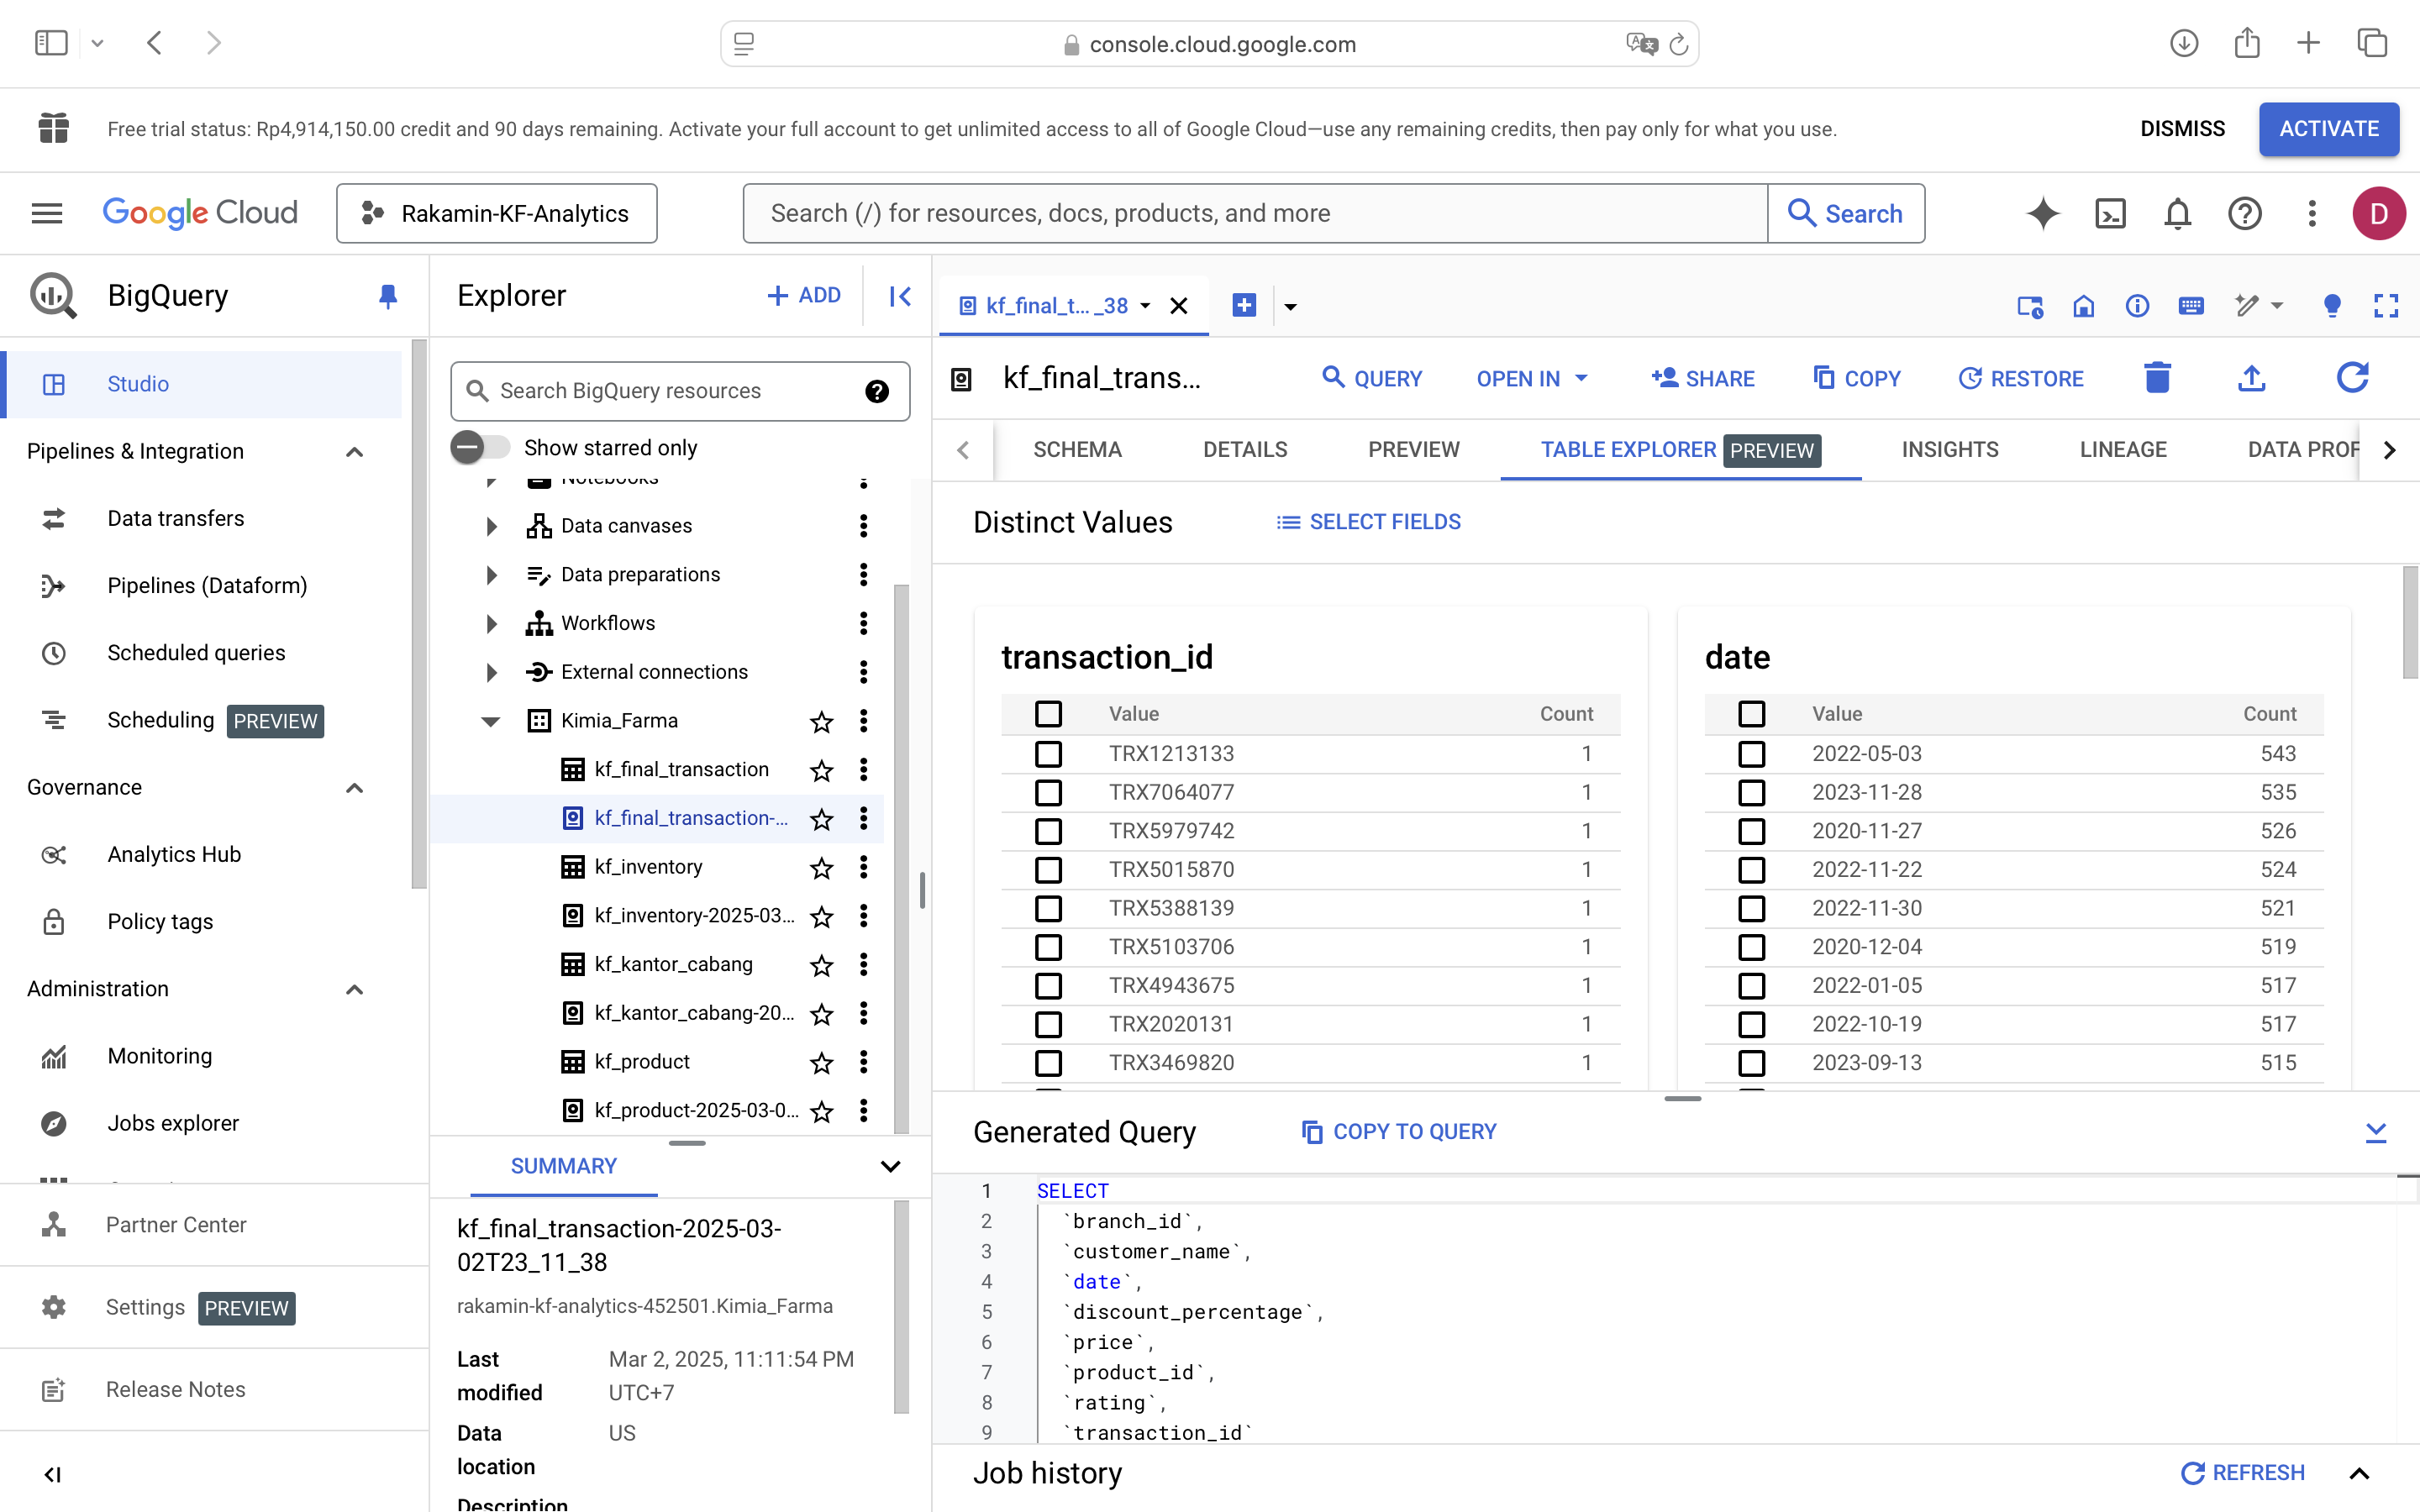 console.cloud.google.com
Free trial status: Rp4,914,150.00 credit and 90 days remaining. Activate your full account to get unlimited access to all of Google Cloud—use any remaining credits, then pay only for what you use.
DISMISS
ACTIVATE
Google Cloud
Rakamin-KF-Analytics
Search (/) for resources, docs, products, and more
Search
D
BigQuery
Studio
Pipelines & Integration
Data transfers
Pipelines (Dataform)
Scheduled queries
Scheduling PREVIEW
Governance
Analytics Hub
Policy tags
Administration
Monitoring
Jobs explorer
Partner Center
Settings PREVIEW
Release Notes
Explorer
ADD
Search BigQuery resources
Show starred only
Notebooks
Data canvases
Data preparations
Workflows
External connections
Kimia_Farma
kf_final_transaction
kf_final_transaction-...
kf_inventory
kf_inventory-2025-03...
kf_kantor_cabang
kf_kantor_cabang-20...
kf_product
kf_product-2025-03-0...
SUMMARY
kf_final_transaction-2025-03-
02T23_11_38
rakamin-kf-analytics-452501.Kimia_Farma
Last modified Mar 2, 2025, 11:11:54 PM UTC+7
Data location US
Description
kf_final_t... _38
kf_final_trans...
QUERY
OPEN IN
SHARE
COPY
RESTORE
SCHEMA
DETAILS
PREVIEW
TABLE EXPLORER PREVIEW
INSIGHTS
LINEAGE
DATA PROF
Distinct Values
SELECT FIELDS
transaction_id
Value Count
TRX1213133 1
TRX7064077 1
TRX5979742 1
TRX5015870 1
TRX5388139 1
TRX5103706 1
TRX4943675 1
TRX2020131 1
TRX3469820 1
date
Value Count
2022-05-03 543
2023-11-28 535
2020-11-27 526
2022-11-22 524
2022-11-30 521
2020-12-04 519
2022-01-05 517
2022-10-19 517
2023-09-13 515
Generated Query
COPY TO QUERY
1 SELECT
2 `branch_id`,
3 `customer_name`,
4 `date`,
5 `discount_percentage`,
6 `price`,
7 `product_id`,
8 `rating`,
9 `transaction_id`
Job history
REFRESH